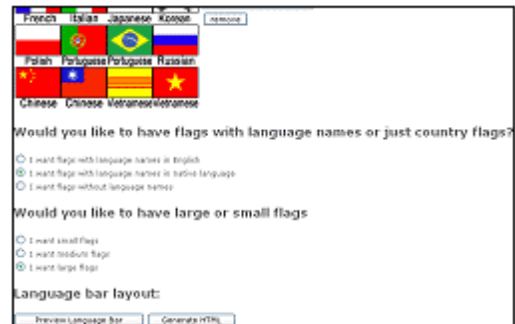 French Italian Japanese Korean remove
Polish Portuguese Portuguese Russian
Chinese Chinese Vietnamese Vietnamese
Would you like to have flags with language names or just country flags?
I want flags with language names in English
I want flags with language names in native language
I want flags without language names
Would you like to have large or small flags
I want small flags
I want medium flags
I want large flags
Language bar layout:
Preview Language Bar Generate HTML